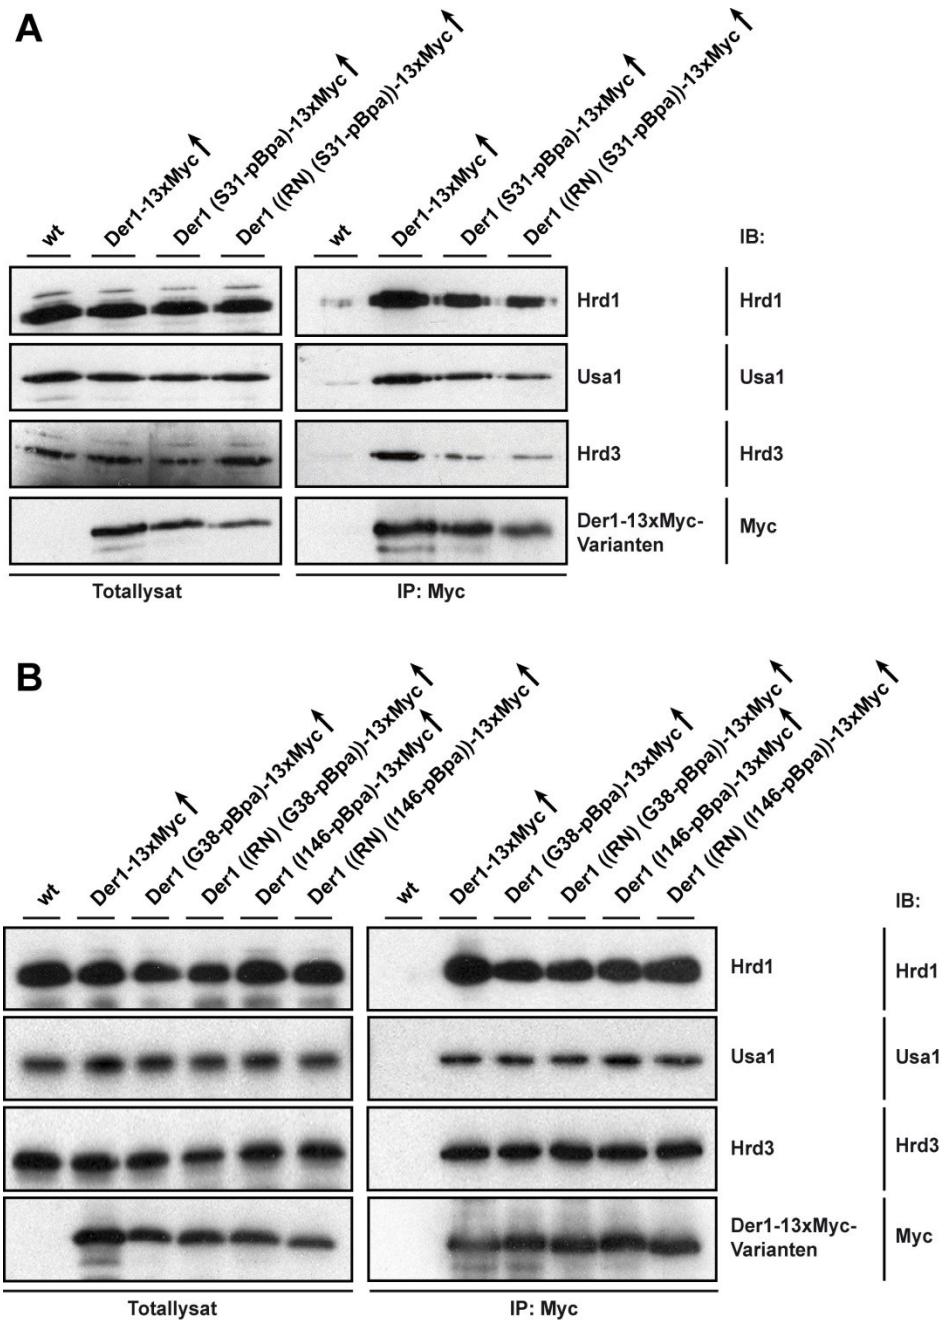 A
wt
Der1-13xMyc↑
Der1 (S31-pBpa)-13xMyc↑
Der1 ((RN) (S31-pBpa))-13xMyc↑
wt
Der1-13xMyc↑
Der1 (S31-pBpa)-13xMyc↑
Der1 ((RN) (S31-pBpa))-13xMyc↑
IB:
Hrd1
Hrd1
Usa1
Usa1
Hrd3
Hrd3
Der1-13xMyc-
Varianten
Myc
Totallysat
IP: Myc
B
wt
Der1-13xMyc↑
Der1 (G38-pBpa)-13xMyc↑
Der1 ((RN) (G38-pBpa))-13xMyc↑
Der1 (I146-pBpa)-13xMyc↑
Der1 ((RN) (I146-pBpa))-13xMyc↑
wt
Der1-13xMyc↑
Der1 (G38-pBpa)-13xMyc↑
Der1 ((RN) (G38-pBpa))-13xMyc↑
Der1 (I146-pBpa)-13xMyc↑
Der1 ((RN) (I146-pBpa))-13xMyc↑
IB:
Hrd1
Hrd1
Usa1
Usa1
Hrd3
Hrd3
Der1-13xMyc-
Varianten
Myc
Totallysat
IP: Myc